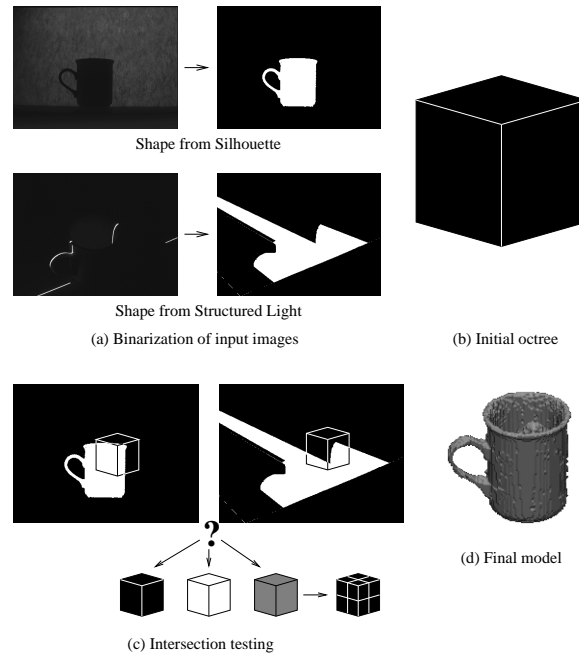 Shape from Silhouette
Shape from Structured Light
(a) Binarization of input images
(b) Initial octree
?
(c) Intersection testing
(d) Final model